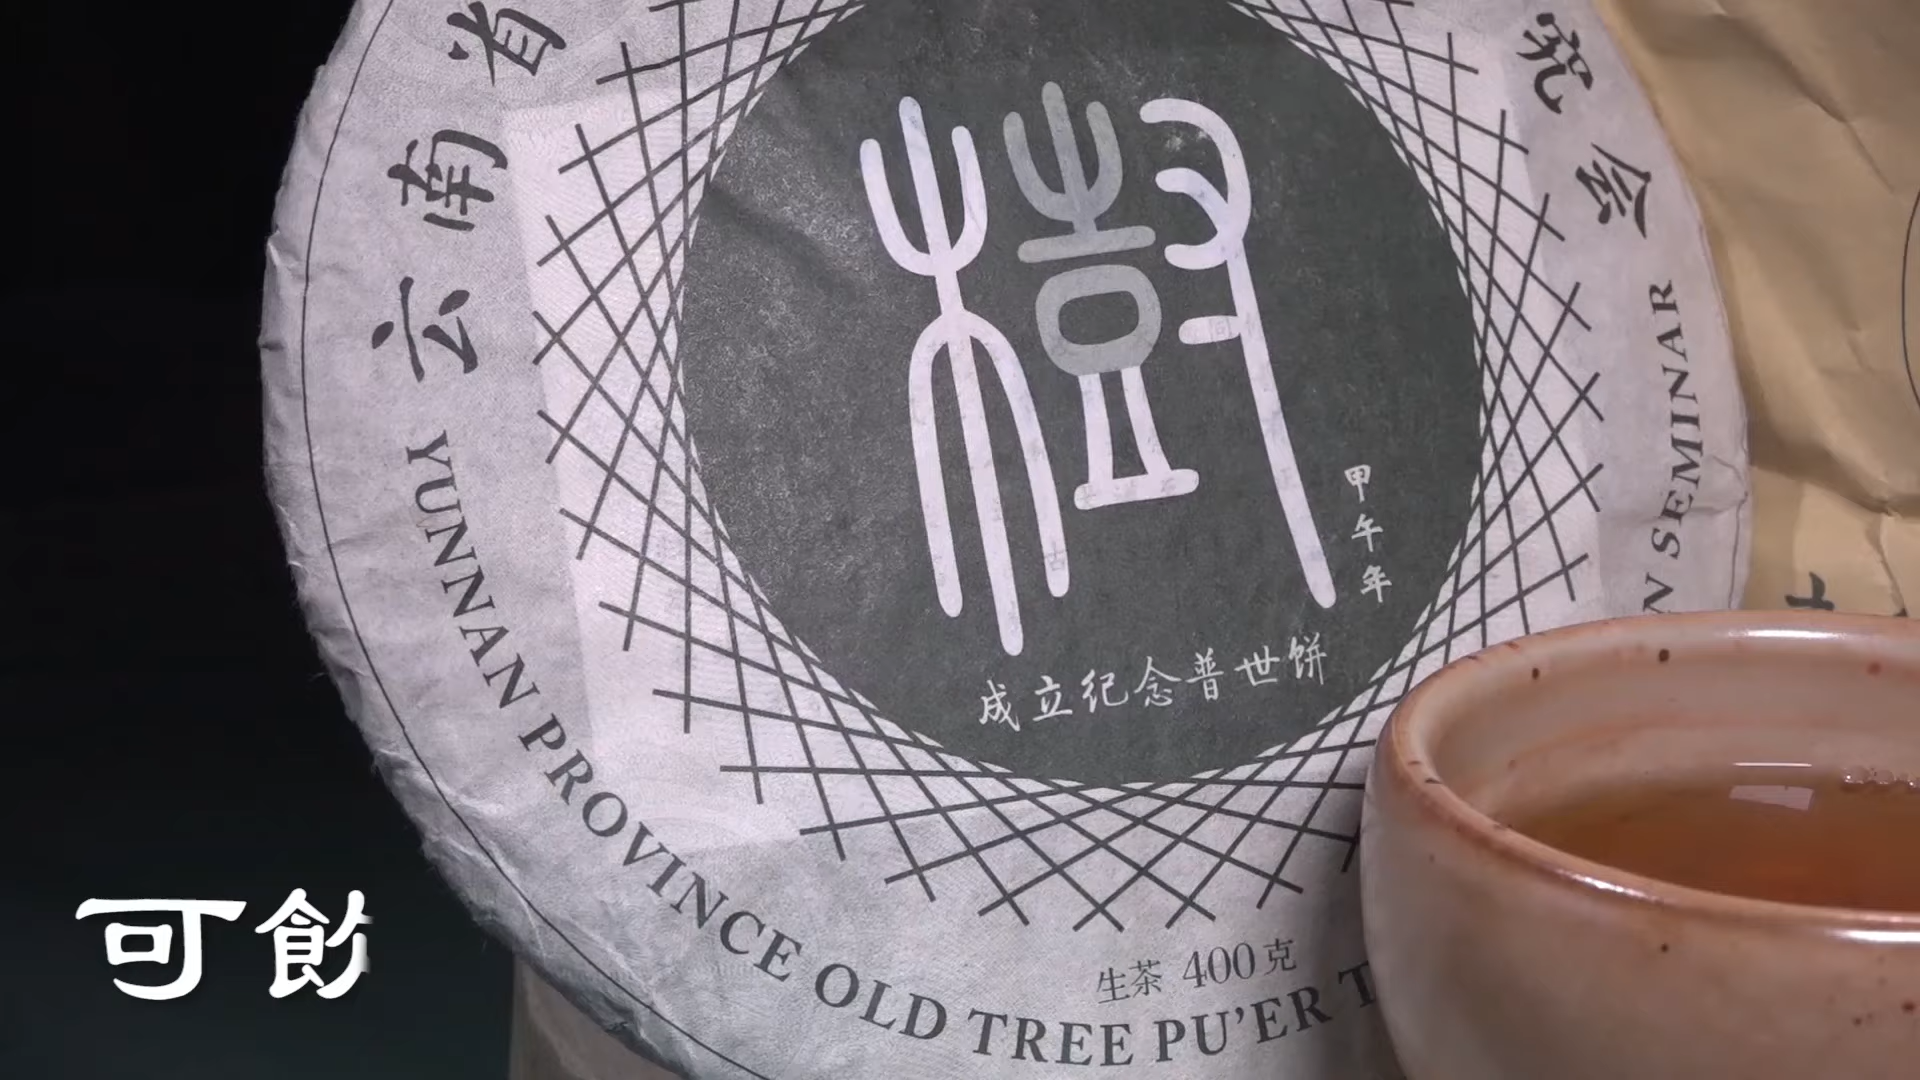 云南省
究会
樹
甲午年
成立纪念普世饼
生茶 400克
YUNNAN PROVINCE OLD TREE PU'ER T
SEMINAR
可飲